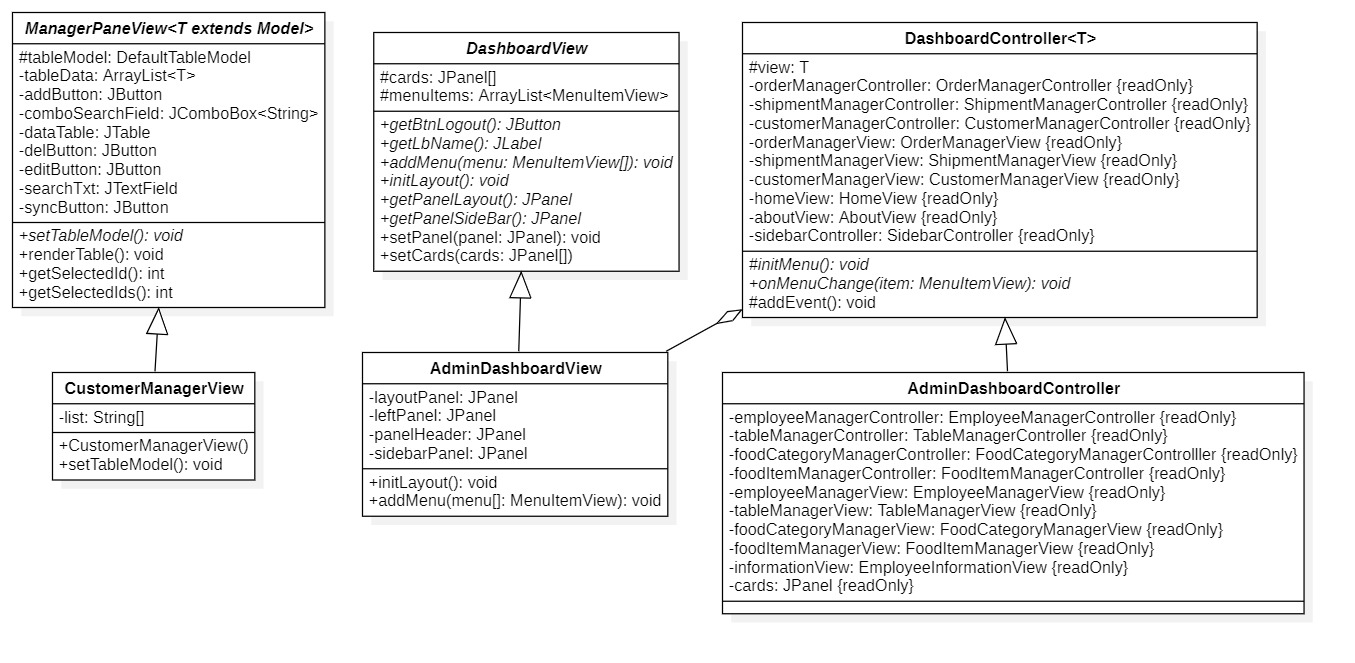 ManagerPaneView<T extends Model>
#tableModel: DefaultTableModel
-tableData: ArrayList<T>
-addButton: JButton
-comboSearchField: JComboBox<String>
-dataTable: JTable
-delButton: JButton
-editButton: JButton
-searchTxt: JTextField
-syncButton: JButton
+setTableModel(): void
+renderTable(): void
+getSelectedId(): int
+getSelectedIds(): int
CustomerManagerView
-list: String[]
+CustomerManagerView()
+setTableModel(): void
DashboardView
#cards: JPanel[]
#menuItems: ArrayList<MenuItemView>
+getBtnLogout(): JButton
+getLbName(): JLabel
+addMenu(menu: MenuItemView[]): void
+initLayout(): void
+getPanelLayout(): JPanel
+getPanelSideBar(): JPanel
+setPanel(panel: JPanel): void
+setCards(cards: JPanel[])
AdminDashboardView
-layoutPanel: JPanel
-leftPanel: JPanel
-panelHeader: JPanel
-sidebarPanel: JPanel
+initLayout(): void
+addMenu(menu[]: MenuItemView): void
DashboardController<T>
#view: T
-orderManagerController: OrderManagerController {readOnly}
-shipmentManagerController: ShipmentManagerController {readOnly}
-customerManagerController: CustomerManagerController {readOnly}
-orderManagerView: OrderManagerView {readOnly}
-shipmentManagerView: ShipmentManagerView {readOnly}
-customerManagerView: CustomerManagerView {readOnly}
-homeView: HomeView {readOnly}
-aboutView: AboutView {readOnly}
-sidebarController: SidebarController {readOnly}
#initMenu(): void
+onMenuChange(item: MenuItemView): void
#addEvent(): void
AdminDashboardController
-employeeManagerController: EmployeeManagerController {readOnly}
-tableManagerController: TableManagerController {readOnly}
-foodCategoryManagerController: FoodCategoryManagerControlller {readOnly}
-foodItemManagerController: FoodItemManagerController {readOnly}
-employeeManagerView: EmployeeManagerView {readOnly}
-tableManagerView: TableManagerView {readOnly}
-foodCategoryManagerView: FoodCategoryManagerView {readOnly}
-foodItemManagerView: FoodItemManagerView {readOnly}
-informationView: EmployeeInformationView {readOnly}
-cards: JPanel {readOnly}